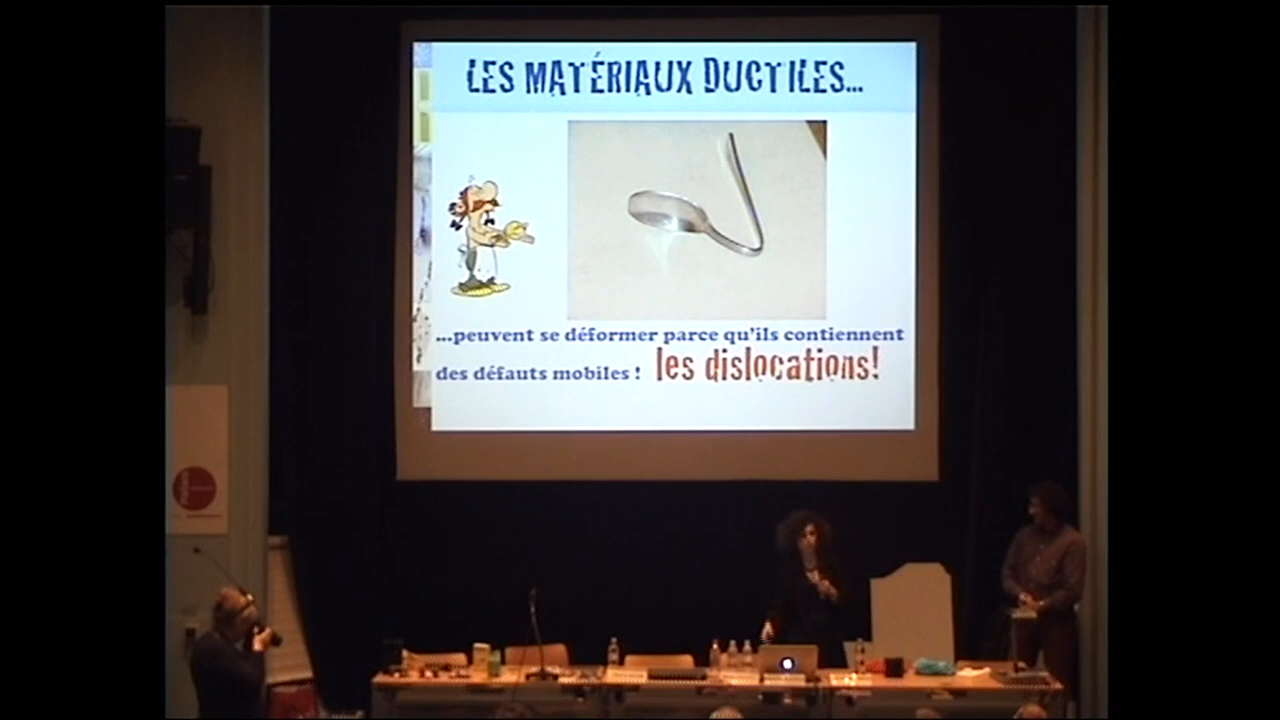 LES MATÉRIAUX DUCTILES...
...peuvent se déformer parce qu'ils contiennent
des défauts mobiles ! les dislocations!